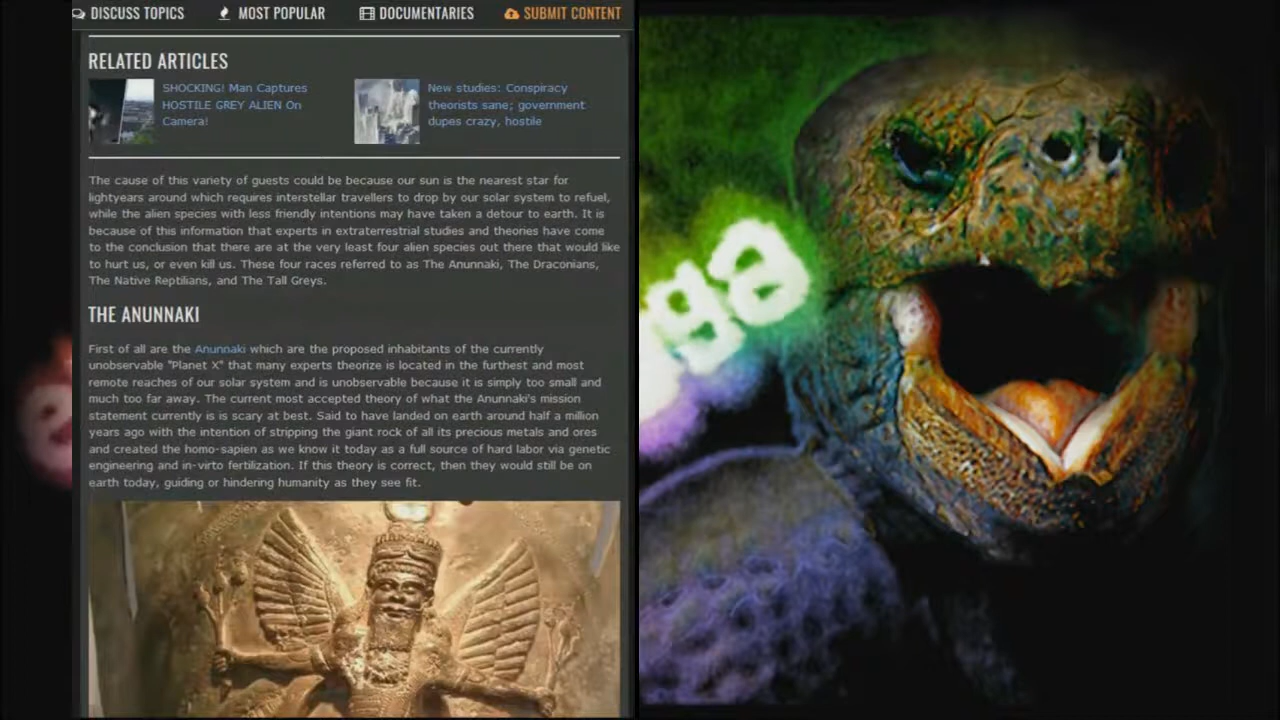 DISCUSS TOPICS MOST POPULAR DOCUMENTARIES SUBMIT CONTENT
RELATED ARTICLES
SHOCKING! Man Captures
HOSTILE GREY ALIEN On
Camera!
New studies: Conspiracy
theorists sane; government
dupes crazy, hostile
The cause of this variety of guests could be because our sun is the nearest star for
lightyears around which requires interstellar travellers to drop by our solar system to refuel,
while the alien species with less friendly intentions may have taken a detour to earth. It is
because of this information that experts in extraterrestrial studies and theories have come
to the conclusion that there are at the very least four alien species out there that would like
to hurt us, or even kill us. These four races referred to as The Anunnaki, The Draconians,
The Native Reptilians, and The Tall Greys.
THE ANUNNAKI
First of all are the Anunnaki which are the proposed inhabitants of the currently
unobservable "Planet X" that many experts theorize is located in the furthest and most
remote reaches of our solar system and is unobservable because it is simply too small and
much too far away. The current most accepted theory of what the Anunnaki's mission
statement currently is is scary at best. Said to have landed on earth around half a million
years ago with the intention of stripping the giant rock of all its precious metals and ores
and created the homo-sapien as we know it today as a full source of hard labor via genetic
engineering and in-virto fertilization. If this theory is correct, then they would still be on
earth today, guiding or hindering humanity as they see fit.
ga